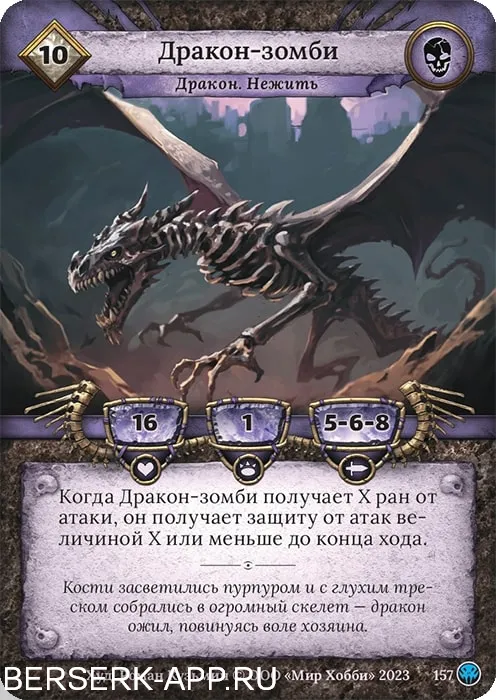 10
Дракон-зомби
Дракон. Нежить
16
1
5-6-8
Когда Дракон-зомби получает X ран от
атаки, он получает защиту от атак ве-
личиной X или меньше до конца хода.
Кости засветились пурпуром и с глухим тре-
ском собрались в огромный скелет — дракон
ожил, повинуясь воле хозяина.
«Мир Хобби» 2023
157
BERSERK-APP.RU